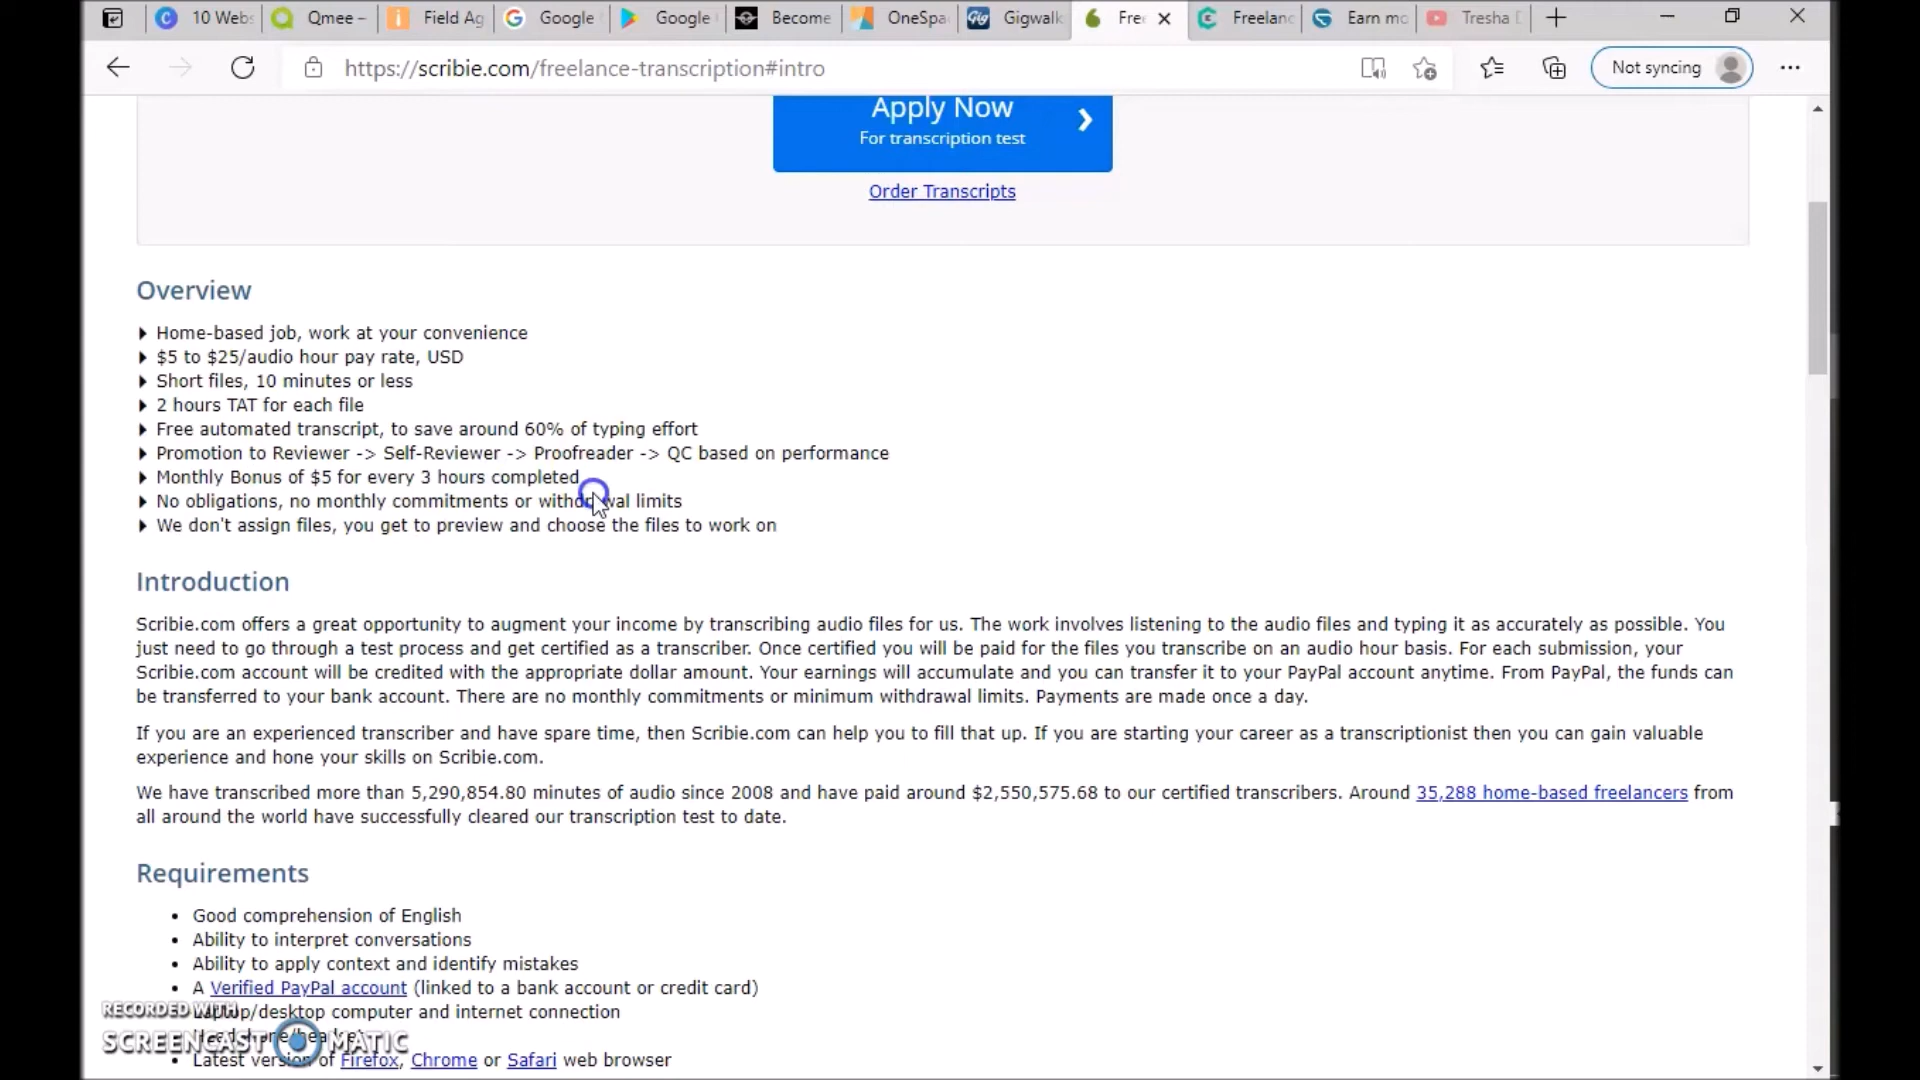 10 Webs
Qmee –
Field Ag
Google
Google
Become
OneSpa
Gigwalk
Free
Freelanc
Earn mo
Tresha D
https://scribie.com/freelance-transcription#intro
Not syncing
Apply Now
For transcription test
Order Transcripts
Overview
Home-based job, work at your convenience
$5 to $25/audio hour pay rate, USD
Short files, 10 minutes or less
2 hours TAT for each file
Free automated transcript, to save around 60% of typing effort
Promotion to Reviewer -> Self-Reviewer -> Proofreader -> QC based on performance
Monthly Bonus of $5 for every 3 hours completed
No obligations, no monthly commitments or withdrawal limits
We don't assign files, you get to preview and choose the files to work on
Introduction
Scribie.com offers a great opportunity to augment your income by transcribing audio files for us. The work involves listening to the audio files and typing it as accurately as possible. You
just need to go through a test process and get certified as a transcriber. Once certified you will be paid for the files you transcribe on an audio hour basis. For each submission, your
Scribie.com account will be credited with the appropriate dollar amount. Your earnings will accumulate and you can transfer it to your PayPal account anytime. From PayPal, the funds can
be transferred to your bank account. There are no monthly commitments or minimum withdrawal limits. Payments are made once a day.
If you are an experienced transcriber and have spare time, then Scribie.com can help you to fill that up. If you are starting your career as a transcriptionist then you can gain valuable
experience and hone your skills on Scribie.com.
We have transcribed more than 5,290,854.80 minutes of audio since 2008 and have paid around $2,550,575.68 to our certified transcribers. Around 35,288 home-based freelancers from
all around the world have successfully cleared our transcription test to date.
Requirements
Good comprehension of English
Ability to interpret conversations
Ability to apply context and identify mistakes
A Verified PayPal account (linked to a bank account or credit card)
Laptop/desktop computer and internet connection
Headphone/headset
Latest version of Firefox, Chrome or Safari web browser
RECORDED WITH
SCREENCAST MATIC